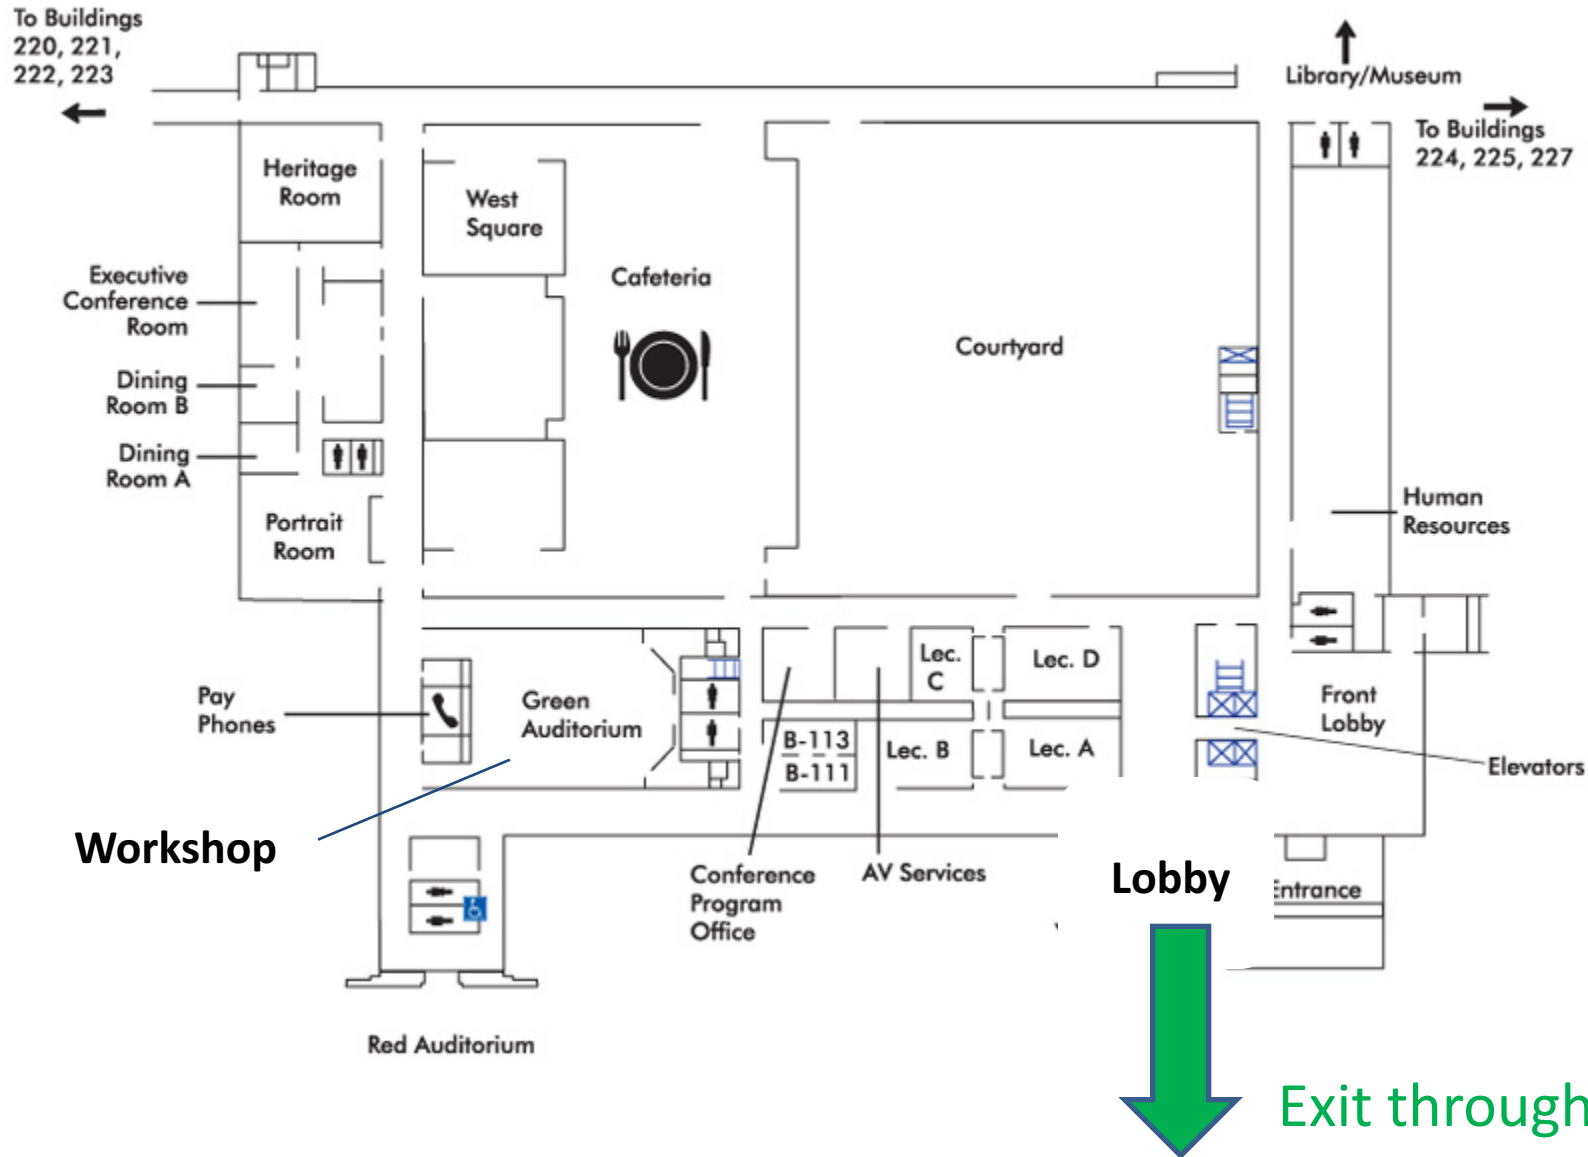 To Buildings
220, 221,
222, 223
Library/Museum
To Buildings
224, 225, 227
Heritage
Room
West
Square
Executive
Conference
Room
Cafeteria
Courtyard
Dining
Room B
Dining
Room A
Portrait
Room
Human
Resources
Lec.
C
Lec. D
Pay
Phones
Green
Auditorium
Front
Lobby
B-113
B-111
Lec. B
Lec. A
Elevators
Workshop
Conference
Program
Office
AV Services
Lobby
Entrance
Red Auditorium
Exit through